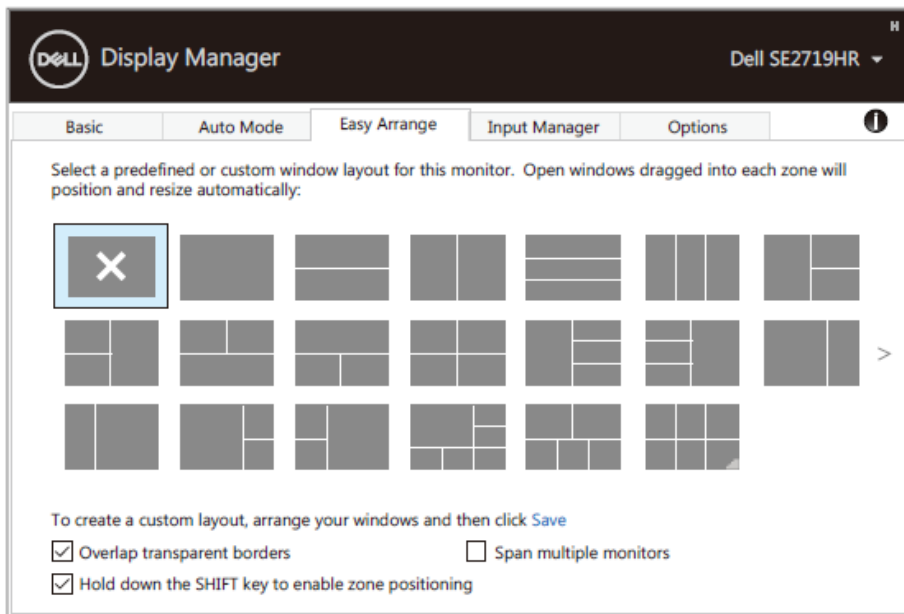 DELL Display Manager
Dell SE2719HR
Basic Auto Mode Easy Arrange Input Manager Options
Select a predefined or custom window layout for this monitor. Open windows dragged into each zone will
position and resize automatically:
To create a custom layout, arrange your windows and then click Save
Overlap transparent borders
Span multiple monitors
Hold down the SHIFT key to enable zone positioning